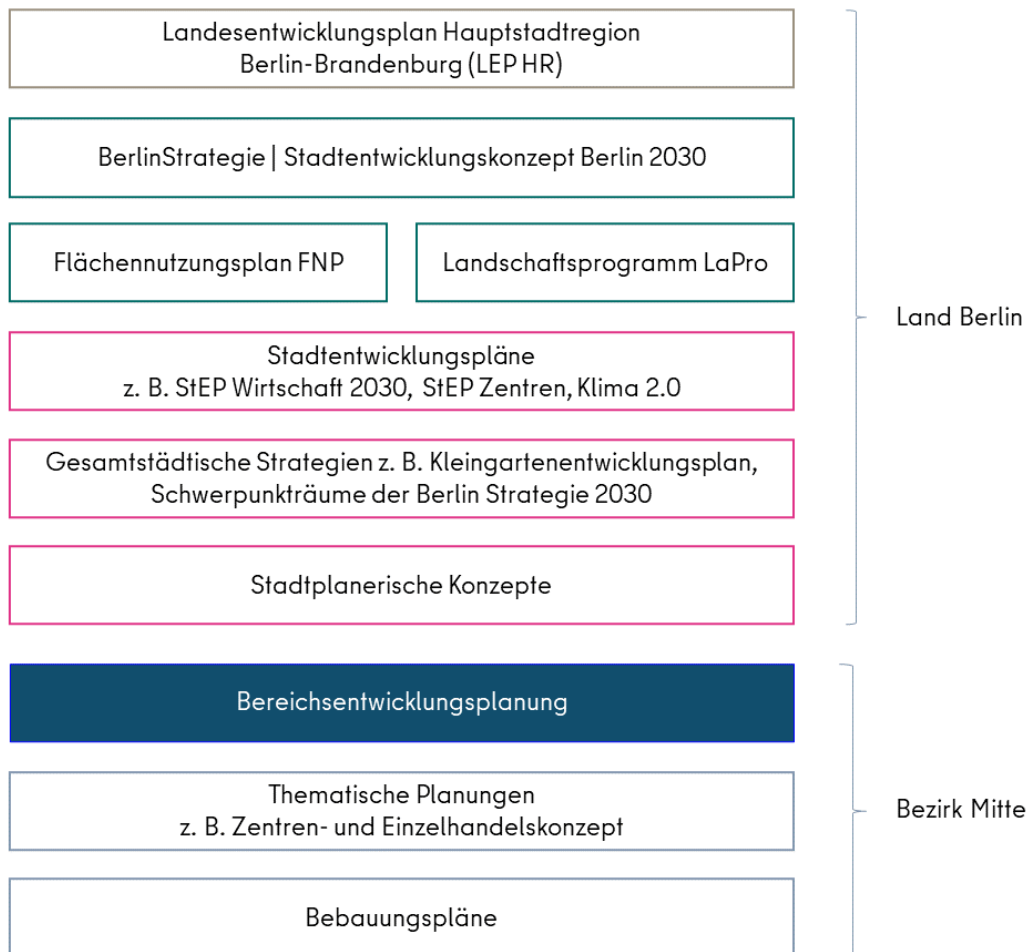 Landesentwicklungsplan Hauptstadtregion
Berlin-Brandenburg (LEP HR)
BerlinStrategie | Stadtentwicklungskonzept Berlin 2030
Flächennutzungsplan FNP
Landschaftsprogramm LaPro
Stadtentwicklungspläne
z. B. StEP Wirtschaft 2030, StEP Zentren, Klima 2.0
Gesamtstädtische Strategien z. B. Kleingartenentwicklungsplan,
Schwerpunkträume der Berlin Strategie 2030
Stadtplanerische Konzepte
Land Berlin
Bereichsentwicklungsplanung
Thematische Planungen
z. B. Zentren- und Einzelhandelskonzept
Bebauungspläne
Bezirk Mitte